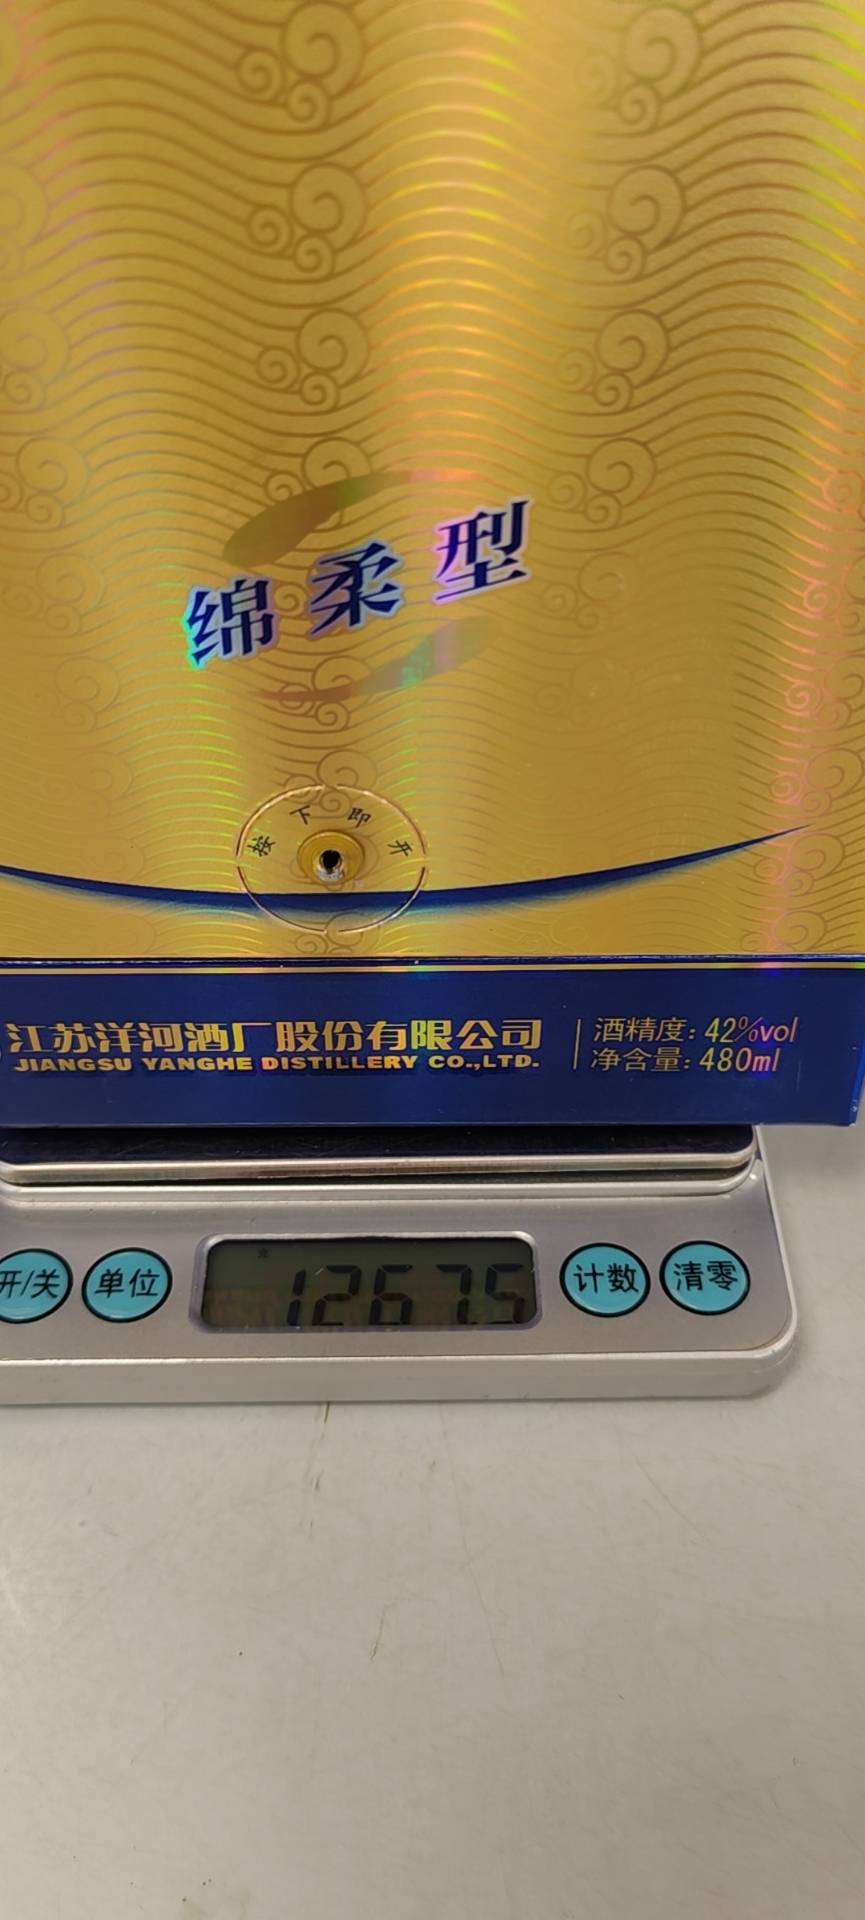 绵柔型
按下即开
江苏洋河酒厂股份有限公司
JIANGSU YANGHE DISTILLERY CO.,LTD.
酒精度: 42%vol
净含量: 480ml
开/关
单位
1267.5
计数
清零